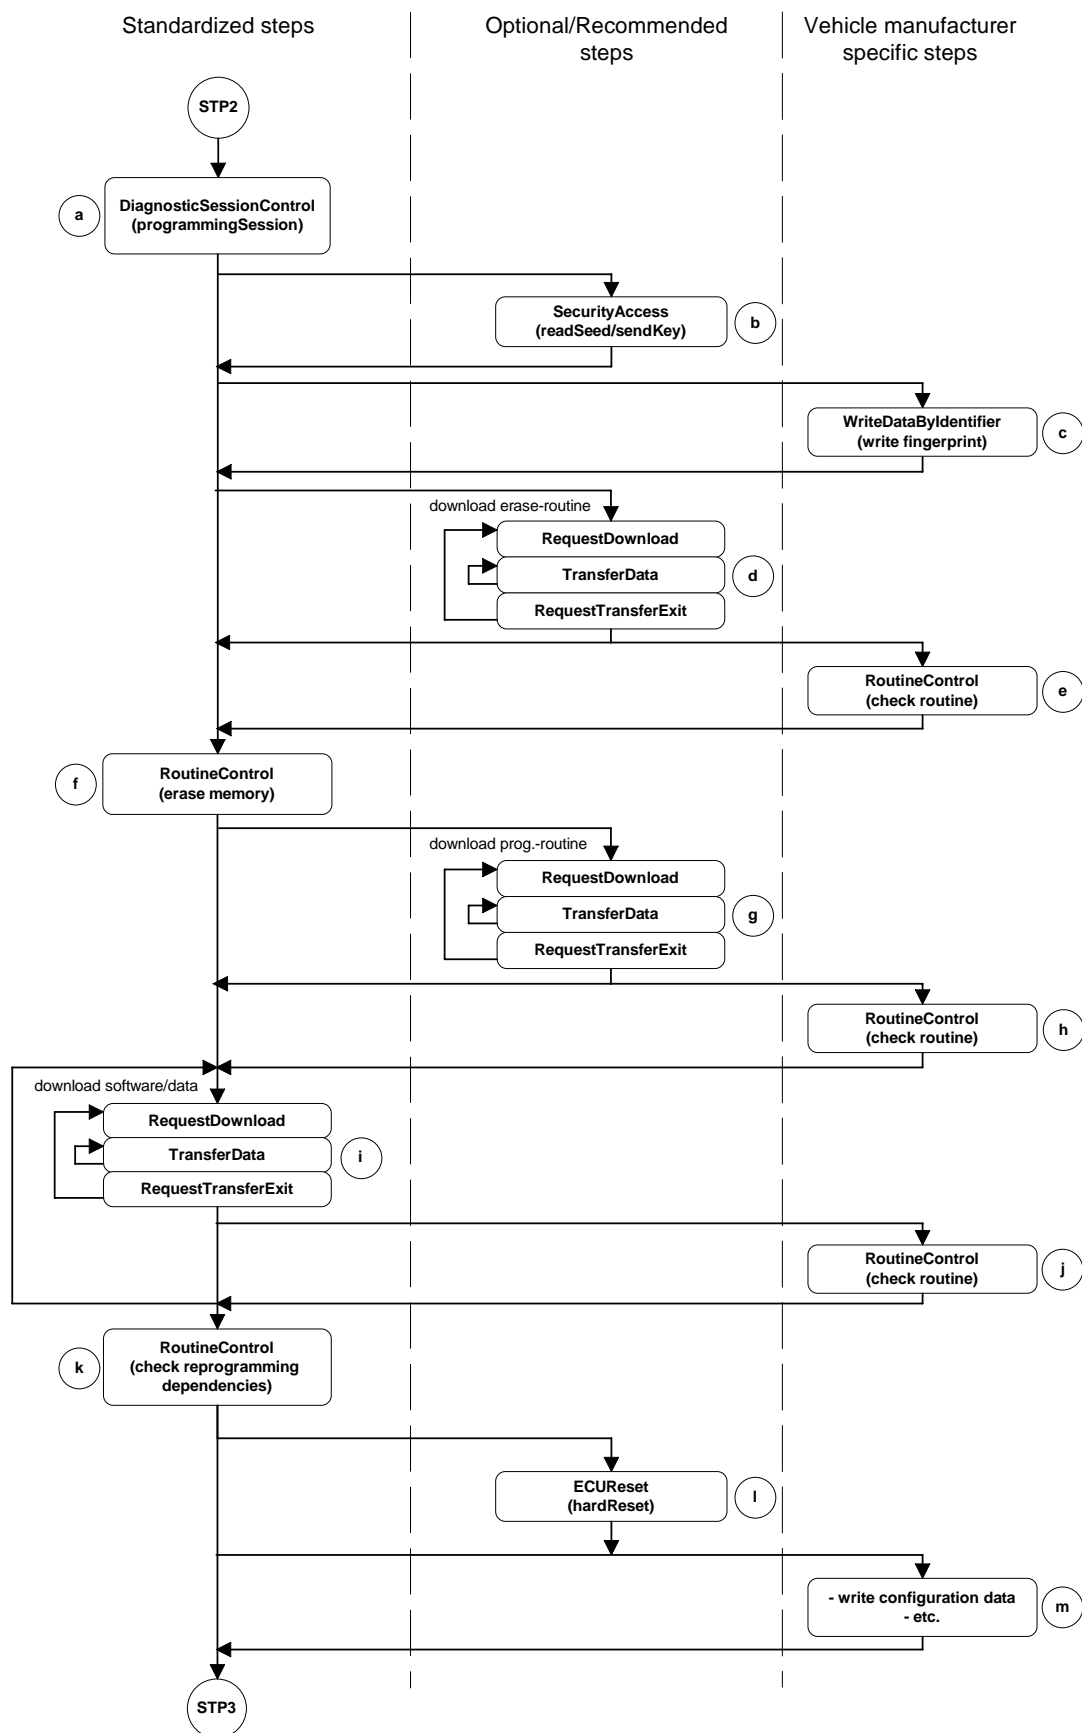 Standardized steps
Optional/Recommended
steps
Vehicle manufacturer
specific steps
STP2
a
DiagnosticSessionControl
(programmingSession)
SecurityAccess
(readSeed/sendKey)
b
WriteDataByIdentifier
(write fingerprint)
c
download erase-routine
RequestDownload
TransferData
RequestTransferExit
d
RoutineControl
(check routine)
e
f
RoutineControl
(erase memory)
download prog.-routine
RequestDownload
TransferData
RequestTransferExit
g
RoutineControl
(check routine)
h
download software/data
RequestDownload
TransferData
RequestTransferExit
i
RoutineControl
(check routine)
j
k
RoutineControl
(check reprogramming
dependencies)
ECUReset
(hardReset)
l
- write configuration data
- etc.
m
STP3